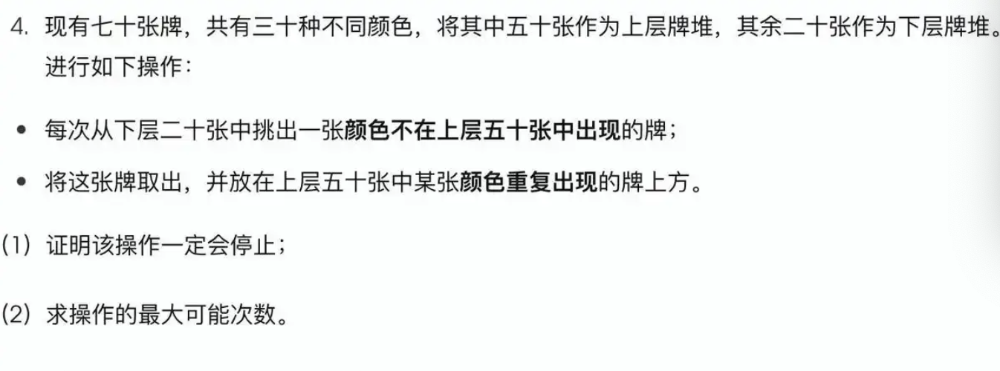 4. 现有七十张牌，共有三十种不同颜色，将其中五十张作为上层牌堆，其余二十张作为下层牌堆。
进行如下操作：
• 每次从下层二十张中挑出一张颜色不在上层五十张中出现的牌；
• 将这张牌取出，并放在上层五十张中某张颜色重复出现的牌上方。
(1) 证明该操作一定会停止；
(2) 求操作的最大可能次数。